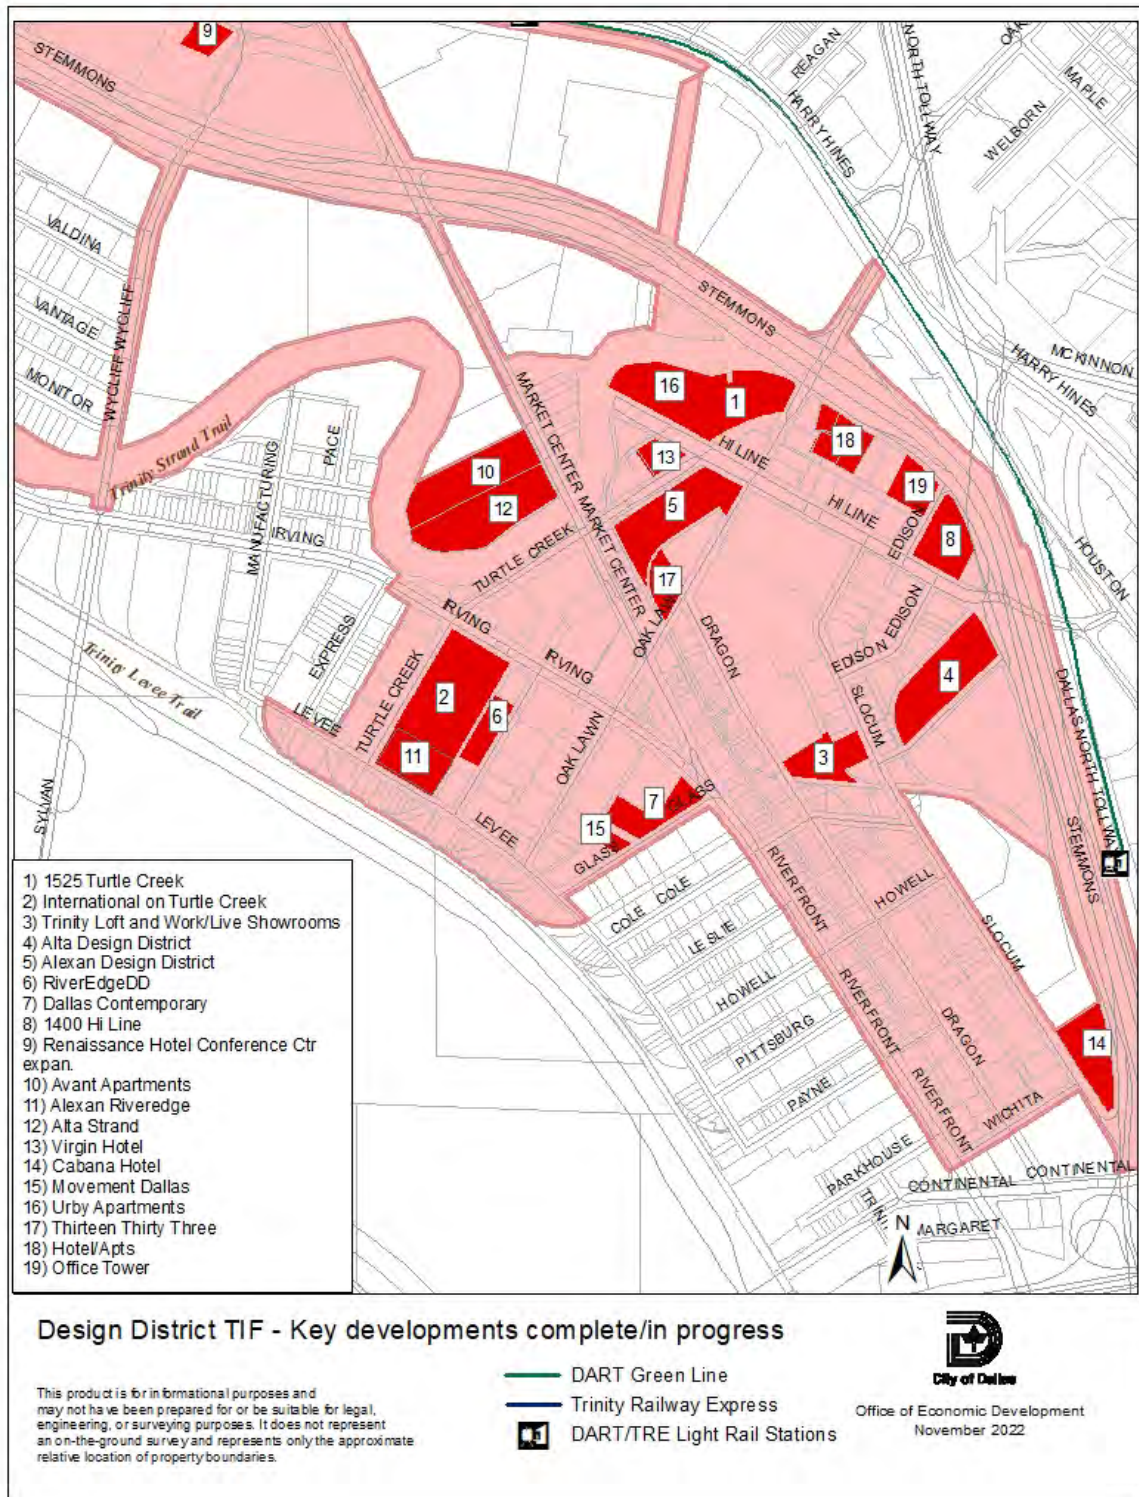 9
STEMMONS
REAGAN
HARRY HINES
NORTH TOLLWAY
MAPLE
WELBORN
VALDINA
VANTAGE
MONITOR
WYCLIFF WYCLIFF
Trinity Strand Trail
PACE
MANUFACTURING
IRVING
STEMMONS
MCKINNON
HARRY HINES
MARKET CENTER MARKET CENTER
16
1
HI LINE
18
13
10
12
5
19
HI LINE
EDISON
8
HOUSTON
TURTLE CREEK
17
OAK LAWN
DRAGON
EDISON EDISON
IRVING
IRVING
EXPRESS
LEVEE
Trinity Levee Trail
TURTLE CREEK
2
6
11
OAK LAWN
SLOCUM
4
3
DALLAS NORTH TOLLWAY
STEMMONS
SYLVAN
7
GLASS
15
LEVEE
GLASS
RIVERFRONT
HOWELL
COLE COLE
LESLIE
HOWELL
PITTSBURG
PAYNE
PARKHOUSE
SLOCUM
RIVERFRONT
DRAGON
RIVERFRONT
WICHITA
14
CONTINENTAL CONTINENTAL
N
1) 1525 Turtle Creek
2) International on Turtle Creek
3) Trinity Loft and Work/Live Showrooms
4) Alta Design District
5) Alexan Design District
6) RiverEdgeDD
7) Dallas Contemporary
8) 1400 Hi Line
9) Renaissance Hotel Conference Ctr
expan.
10) Avant Apartments
11) Alexan Riveredge
12) Alta Strand
13) Virgin Hotel
14) Cabana Hotel
15) Movement Dallas
16) Urby Apartments
17) Thirteen Thirty Three
18) Hotel/Apts
19) Office Tower
Design District TIF - Key developments complete/in progress
This product is for informational purposes and
may not have been prepared for or be suitable for legal,
engineering, or surveying purposes. It does not represent
an on-the-ground survey and represents only the approximate
relative location of property boundaries.
DART Green Line
Trinity Railway Express
DART/TRE Light Rail Stations
City of Dallas
Office of Economic Development
November 2022